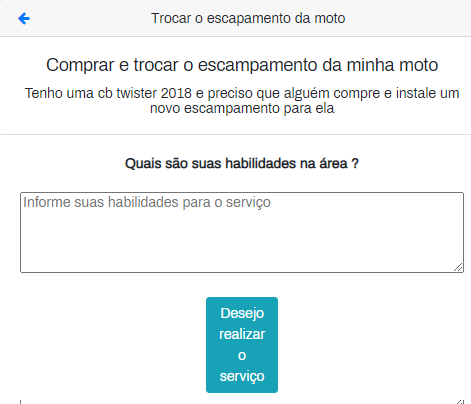 Trocar o escapamento da moto
Comprar e trocar o escampamento da minha moto
Tenho uma cb twister 2018 e preciso que alguém compre e instale um
novo escampamento para ela
Quais são suas habilidades na área ?
Informe suas habilidades para o serviço
Desejo
realizar
o
serviço